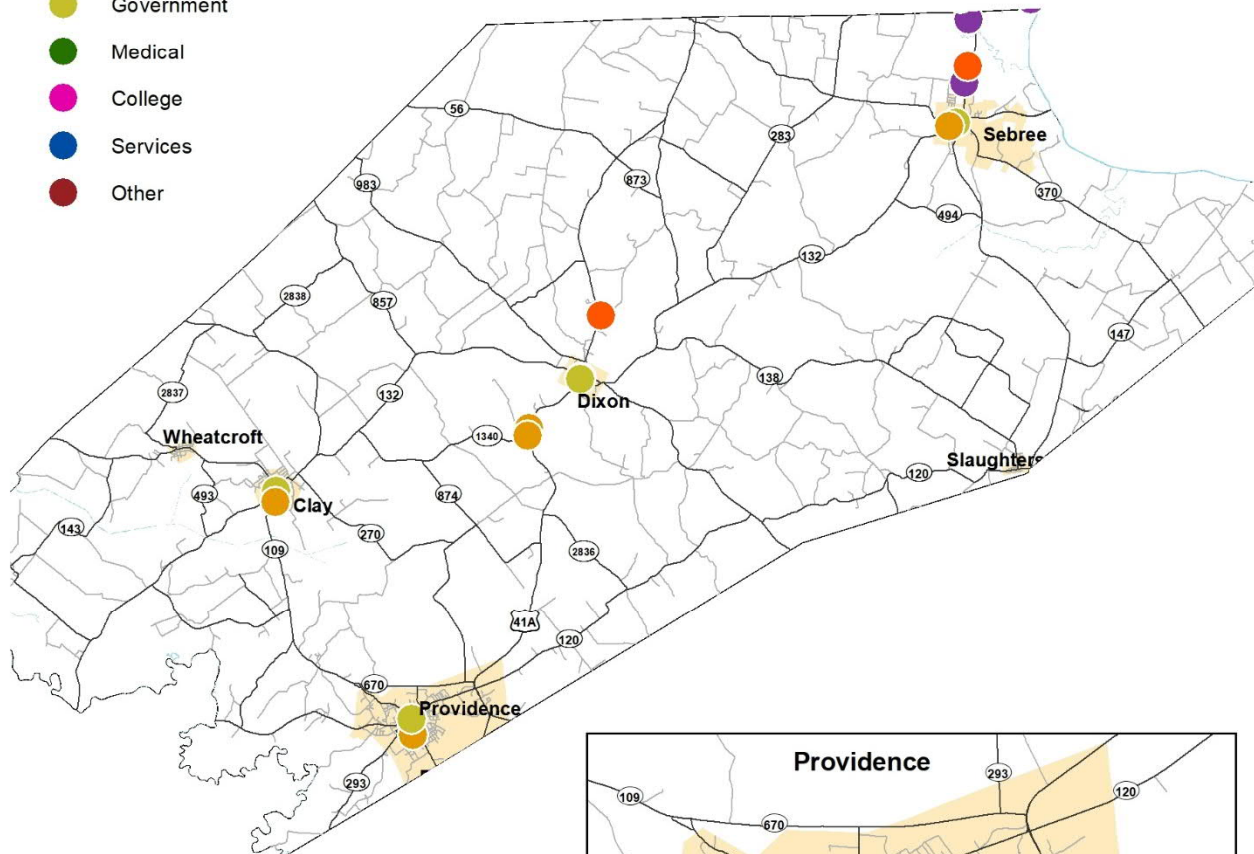 Government
Medical
College
Services
Other
56
283
Sebree
983
873
370
494
132
2838
857
147
2837
132
138
Dixon
Wheatcroft
1340
Slaughters
120
493
Clay
874
143
270
109
2836
41A
120
670
Providence
293
Providence
293
109
120
670